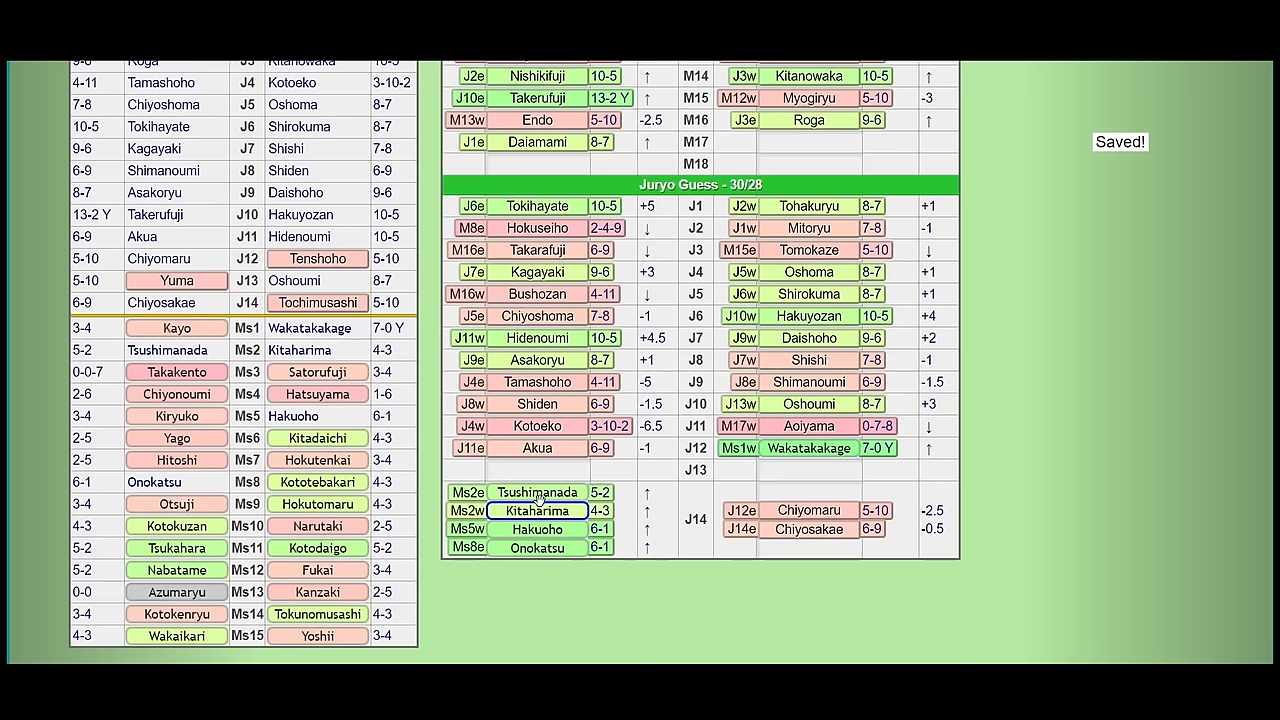 9-6 Roga J3 Kitanowaka 10-5
4-11 Tamashoho J4 Kotoeko 3-10-2
7-8 Chiyoshoma J5 Oshoma 8-7
10-5 Tokihayate J6 Shirokuma 8-7
9-6 Kagayaki J7 Shishi 7-8
6-9 Shimanoumi J8 Shiden 6-9
8-7 Asakoryu J9 Daishoho 9-6
13-2 Y Takerufuji J10 Hakuyozan 10-5
6-9 Akua J11 Hidenoumi 10-5
5-10 Chiyomaru J12 Tenshoho 5-10
5-10 Yuma J13 Oshoumi 8-7
6-9 Chiyosakae J14 Tochimusashi 5-10
3-4 Kayo Ms1 Wakatakakage 7-0 Y
5-2 Tsushimanada Ms2 Kitaharima 4-3
0-0-7 Takakento Ms3 Satorufuji 3-4
2-6 Chiyonoumi Ms4 Hatsuyama 1-6
3-4 Kiryuko Ms5 Hakuoho 6-1
2-5 Yago Ms6 Kitadaichi 4-3
2-5 Hitoshi Ms7 Hokutenkai 3-4
6-1 Onokatsu Ms8 Kototebakari 4-3
3-4 Otsuji Ms9 Hokutomaru 4-3
4-3 Kotokuzan Ms10 Narutaki 2-5
5-2 Tsukahara Ms11 Kotodaigo 5-2
5-2 Nabatame Ms12 Fukai 3-4
0-0 Azumaryu Ms13 Kanzaki 2-5
3-4 Kotokenryu Ms14 Tokunomusashi 4-3
4-3 Wakaikari Ms15 Yoshii 3-4
J2e Nishikifuji 10-5 ↑ M14 J3w Kitanowaka 10-5 ↑
J10e Takerufuji 13-2 Y ↑ M15 M12w Myogiryu 5-10 -3
M13w Endo 5-10 -2.5 M16 J3e Roga 9-6 ↑
J1e Daiamami 8-7 ↑ M17
M18
Juryo Guess - 30/28
J6e Tokihayate 10-5 +5 J1 J2w Tohakuryu 8-7 +1
M8e Hokuseiho 2-4-9 ↓ J2 J1w Mitoryu 7-8 -1
M16e Takarafuji 6-9 ↓ J3 M15e Tomokaze 5-10 ↓
J7e Kagayaki 9-6 +3 J4 J5w Oshoma 8-7 +1
M16w Bushozan 4-11 ↓ J5 J6w Shirokuma 8-7 +1
J5e Chiyoshoma 7-8 -1 J6 J10w Hakuyozan 10-5 +4
J11w Hidenoumi 10-5 +4.5 J7 J9w Daishoho 9-6 +2
J9e Asakoryu 8-7 +1 J8 J7w Shishi 7-8 -1
J4e Tamashoho 4-11 -5 J9 J8e Shimanoumi 6-9 -1.5
J8w Shiden 6-9 -1.5 J10 J13w Oshoumi 8-7 +3
J4w Kotoeko 3-10-2 -6.5 J11 M17w Aoiyama 0-7-8 ↓
J11e Akua 6-9 -1 J12 Ms1w Wakatakakage 7-0 Y ↑
J13
Ms2e Tsushimanada 5-2 ↑
Ms2w Kitaharima 4-3 ↑ J14 J12e Chiyomaru 5-10 -2.5
Ms5w Hakuoho 6-1 ↑ J14e Chiyosakae 6-9 -0.5
Ms8e Onokatsu 6-1 ↑
Saved!